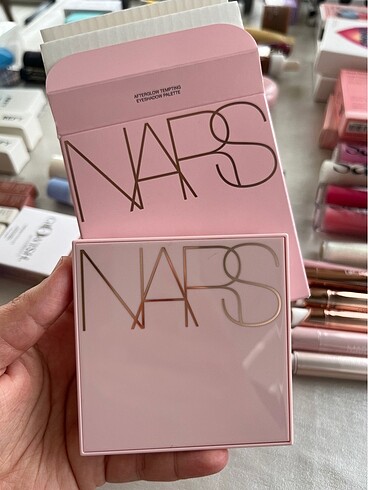 AFTERGLOW TEMPTING
EYESHADOW PALETTE
NARS
NARS